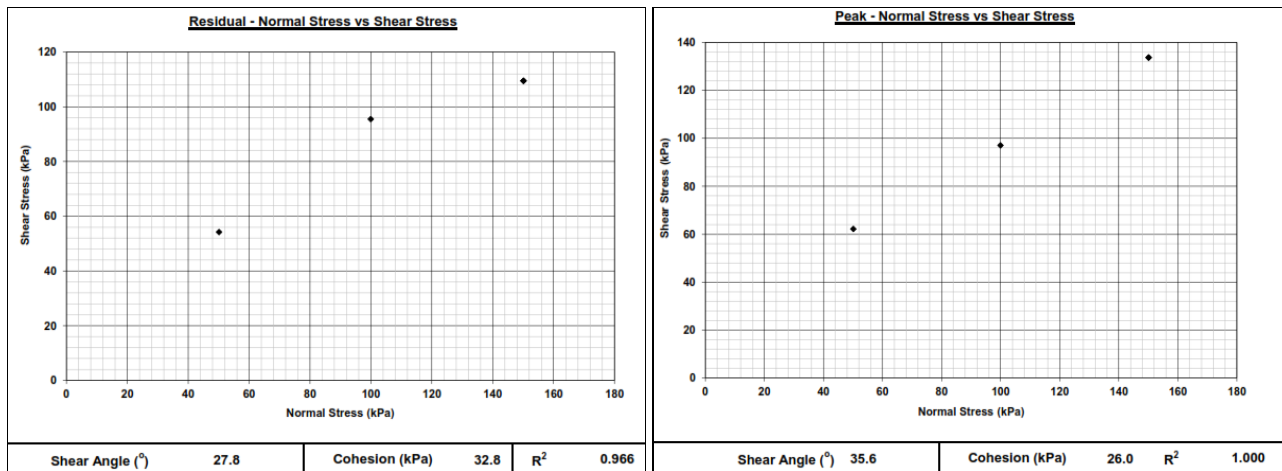 Residual - Normal Stress vs Shear Stress
120
100
80
60
40
20
0
Shear Stress (kPa)
0 20 40 60 80 100 120 140 160 180
Normal Stress (kPa)
Shear Angle (o) 27.8 Cohesion (kPa) 32.8 R2 0.966
Peak - Normal Stress vs Shear Stress
140
120
100
80
60
40
20
0
Shear Stress (kPa)
0 20 40 60 80 100 120 140 160 180
Normal Stress (kPa)
Shear Angle (o) 35.6 Cohesion (kPa) 26.0 R2 1.000